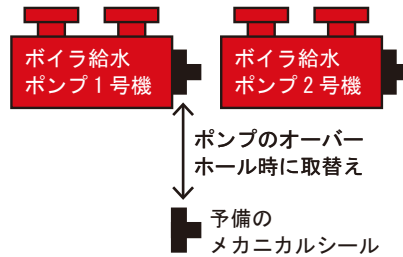 ボイラ給水
ポンプ1号機
ボイラ給水
ポンプ2号機
ポンプのオーバー
ホール時に取替え
予備の
メカニカルシール